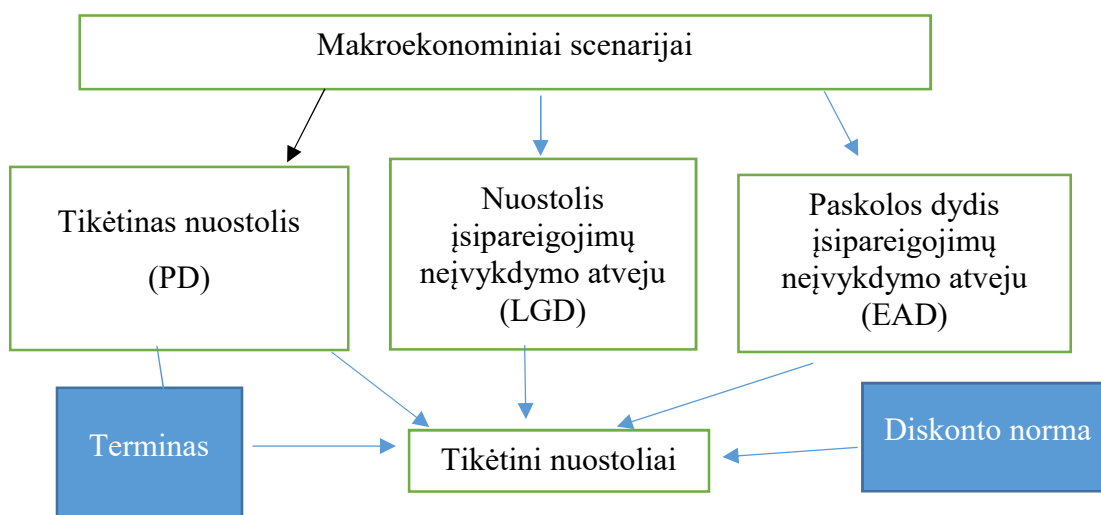 Makroekonominiai scenarijai
Tikėtinas nuostolis
(PD)
Nuostolis
įsipareigojimų
neįvykdymo atveju
(LGD)
Paskolos dydis
įsipareigojimų
neįvykdymo atveju
(EAD)
Terminas
Tikėtini nuostoliai
Diskonto norma